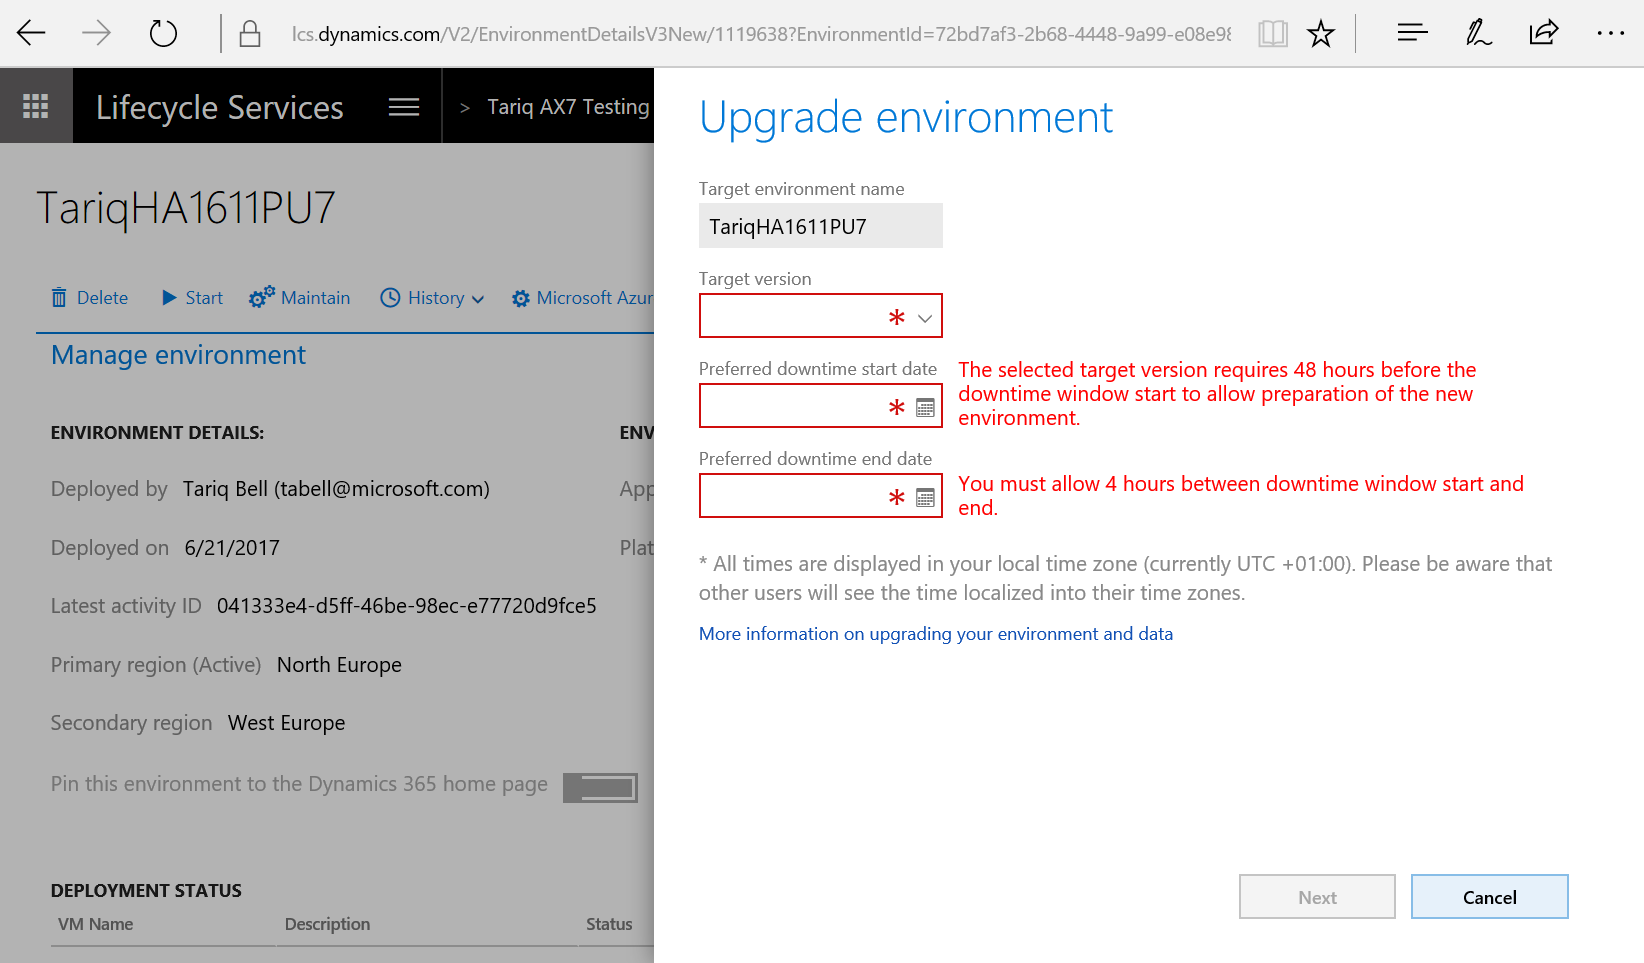 lcs.dynamics.com/V2/EnvironmentDetailsV3New/1119638?EnvironmentId=72bd7af3-2b68-4448-9a99-e08e98
Lifecycle Services
> Tariq AX7 Testing
TariqHA1611PU7
Delete Start Maintain History Microsoft Azur
Manage environment
ENVIRONMENT DETAILS:
ENV
Deployed by Tariq Bell (tabell@microsoft.com)
App
Deployed on 6/21/2017
Plat
Latest activity ID 041333e4-d5ff-46be-98ec-e77720d9fce5
Primary region (Active) North Europe
Secondary region West Europe
Pin this environment to the Dynamics 365 home page
DEPLOYMENT STATUS
VM Name Description Status
Upgrade environment
Target environment name
TariqHA1611PU7
Target version
*
Preferred downtime start date
*
The selected target version requires 48 hours before the
downtime window start to allow preparation of the new
environment.
Preferred downtime end date
*
You must allow 4 hours between downtime window start and
end.
* All times are displayed in your local time zone (currently UTC +01:00). Please be aware that
other users will see the time localized into their time zones.
More information on upgrading your environment and data
Next Cancel